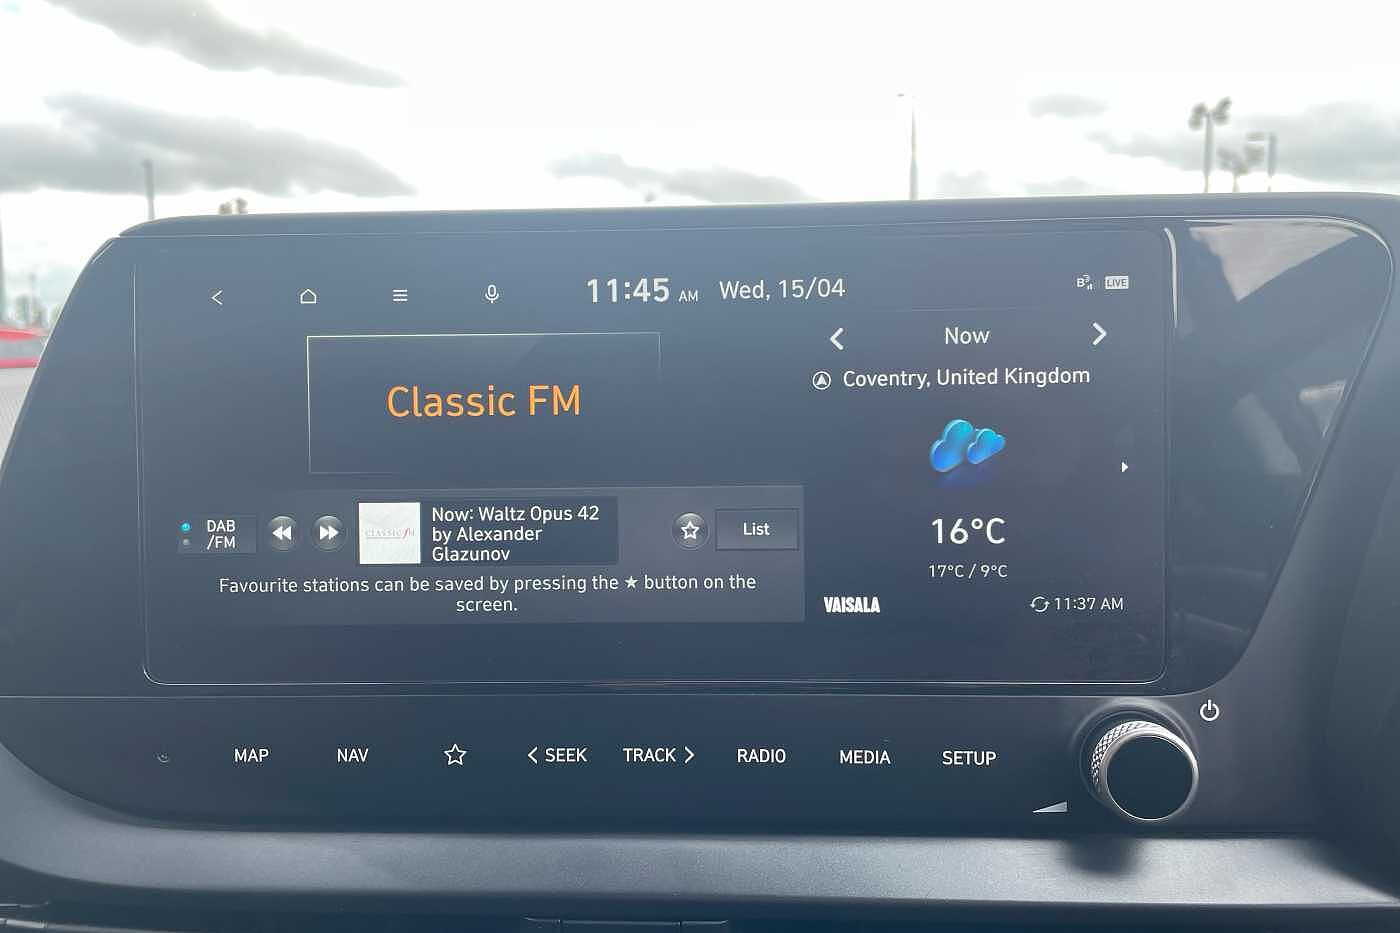 11:45 AM Wed, 15/04
LIVE
Classic FM
DAB
/FM
CLASSIC fM
Now: Waltz Opus 42
by Alexander
Glazunov
List
Favourite stations can be saved by pressing the ★ button on the
screen.
Now
Coventry, United Kingdom
16°C
17°C / 9°C
VAISALA
11:37 AM
MAP
NAV
SEEK
TRACK
RADIO
MEDIA
SETUP